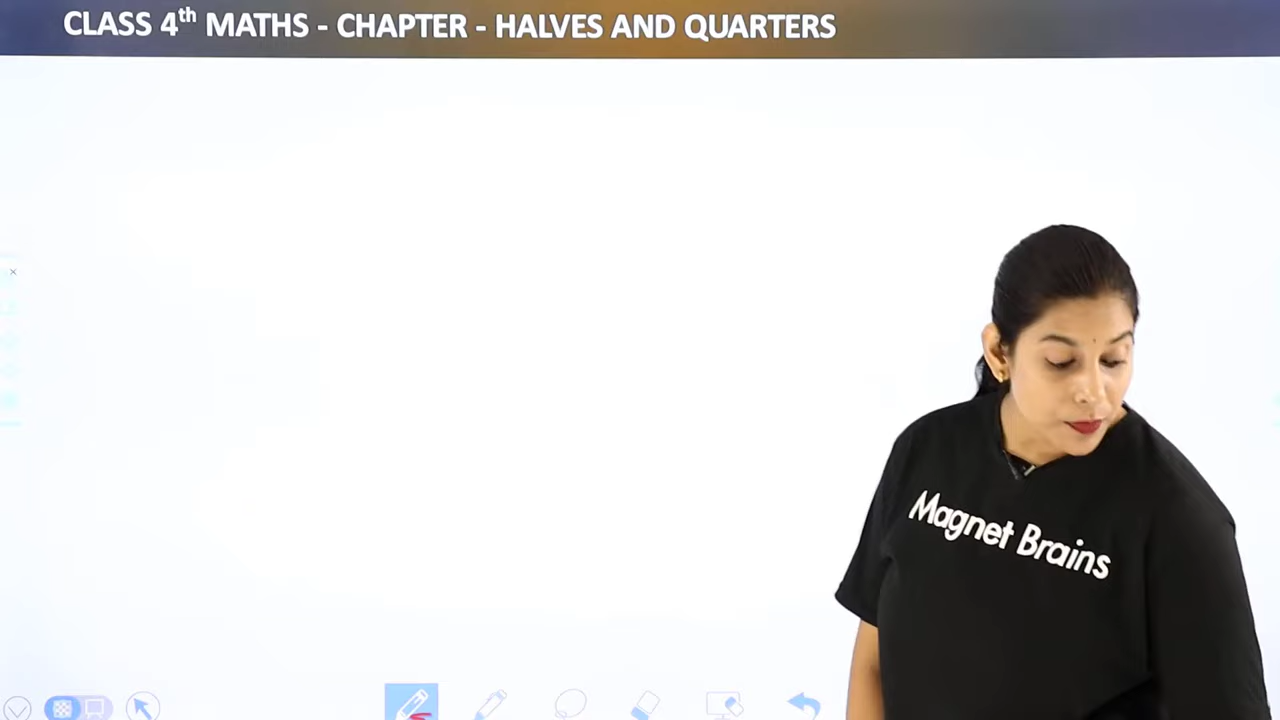 CLASS 4th MATHS - CHAPTER - HALVES AND QUARTERS
Magnet Brains